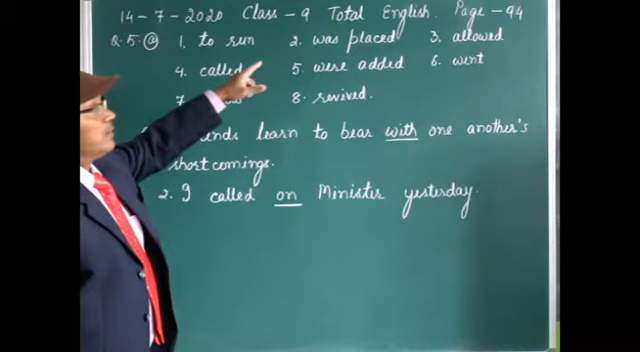 14-7-2020 Class-9 Total English. Page-94
Q.5.(a) 1. to run 2. was placed 3. allowed
4. called 5. were added 6. went
7. 8. revived.
learn to bear with one another's
shortcomings.
2. I called on Minister yesterday.